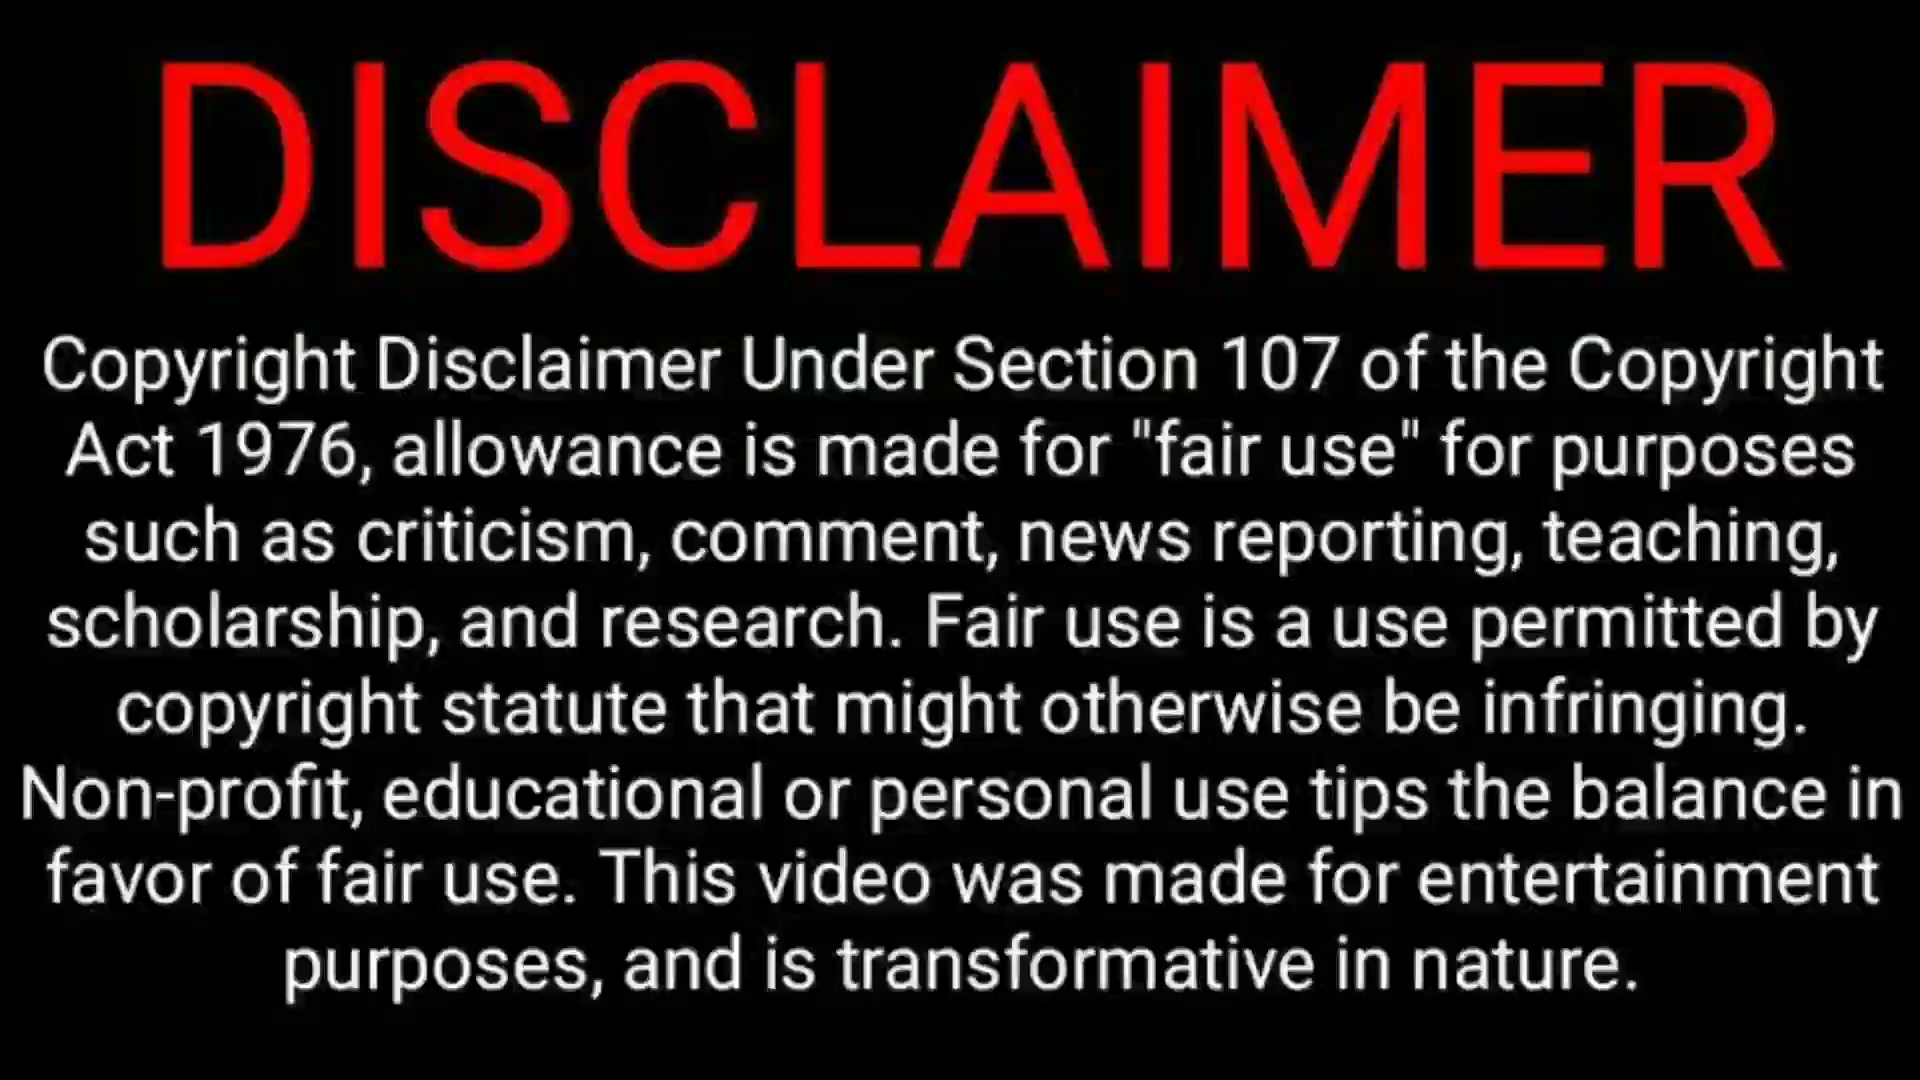 DISCLAIMER
Copyright Disclaimer Under Section 107 of the Copyright
Act 1976, allowance is made for "fair use" for purposes
such as criticism, comment, news reporting, teaching,
scholarship, and research. Fair use is a use permitted by
copyright statute that might otherwise be infringing.
Non-profit, educational or personal use tips the balance in
favor of fair use. This video was made for entertainment
purposes, and is transformative in nature.